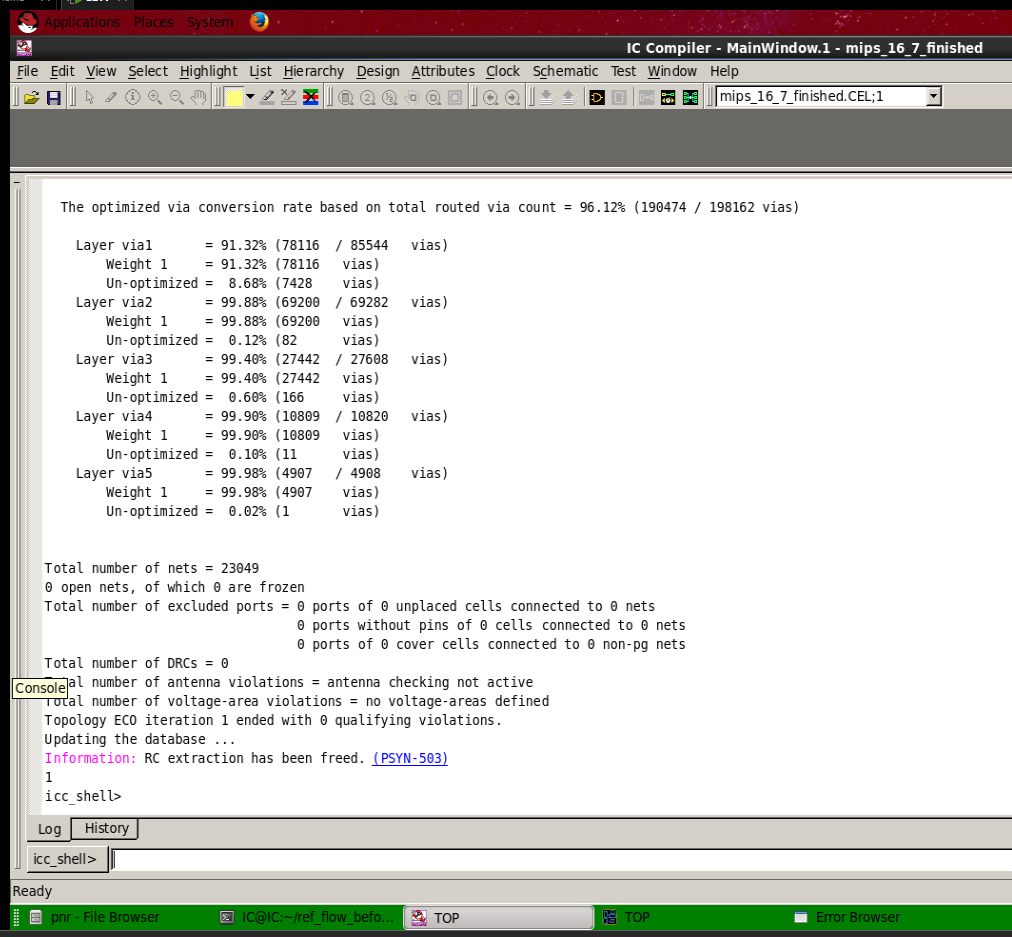 Applications Places System
IC Compiler - MainWindow.1 - mips_16_7_finished
File Edit View Select Highlight List Hierarchy Design Attributes Clock Schematic Test Window Help
mips_16_7_finished.CEL;1
The optimized via conversion rate based on total routed via count = 96.12% (190474 / 198162 vias)
Layer via1 = 91.32% (78116 / 85544 vias)
Weight 1 = 91.32% (78116 vias)
Un-optimized = 8.68% (7428 vias)
Layer via2 = 99.88% (69200 / 69282 vias)
Weight 1 = 99.88% (69200 vias)
Un-optimized = 0.12% (82 vias)
Layer via3 = 99.40% (27442 / 27608 vias)
Weight 1 = 99.40% (27442 vias)
Un-optimized = 0.60% (166 vias)
Layer via4 = 99.90% (10809 / 10820 vias)
Weight 1 = 99.90% (10809 vias)
Un-optimized = 0.10% (11 vias)
Layer via5 = 99.98% (4907 / 4908 vias)
Weight 1 = 99.98% (4907 vias)
Un-optimized = 0.02% (1 vias)
Total number of nets = 23049
0 open nets, of which 0 are frozen
Total number of excluded ports = 0 ports of 0 unplaced cells connected to 0 nets
0 ports without pins of 0 cells connected to 0 nets
0 ports of 0 cover cells connected to 0 non-pg nets
Total number of DRCs = 0
Console
al number of antenna violations = antenna checking not active
Total number of voltage-area violations = no voltage-areas defined
Topology ECO iteration 1 ended with 0 qualifying violations.
Updating the database ...
Information: RC extraction has been freed. (PSYN-503)
1
icc_shell>
Log History
icc_shell>
Ready
pnr - File Browser IC@IC:~/ref_flow_befo... TOP TOP Error Browser